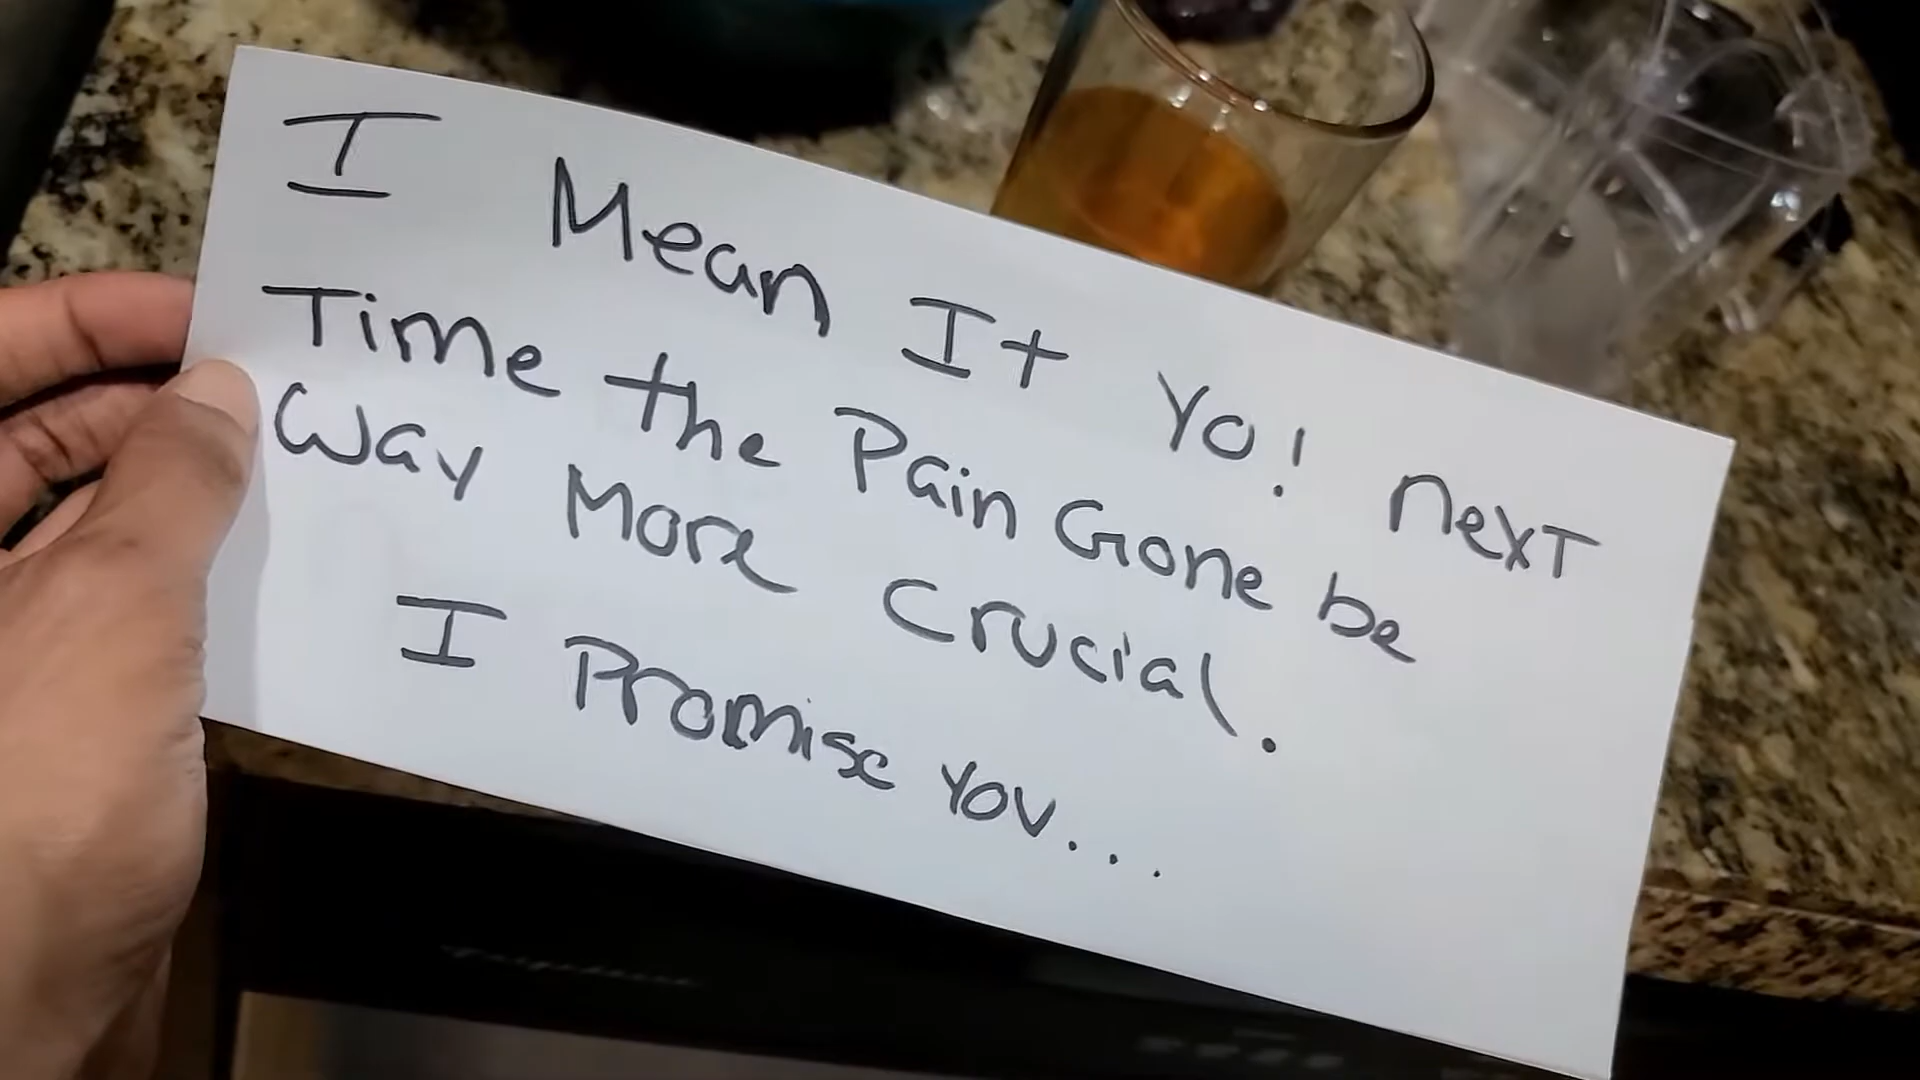 I Mean It Yo! next
Time the Pain Gone be
Way More Crucial.
I Promise You...